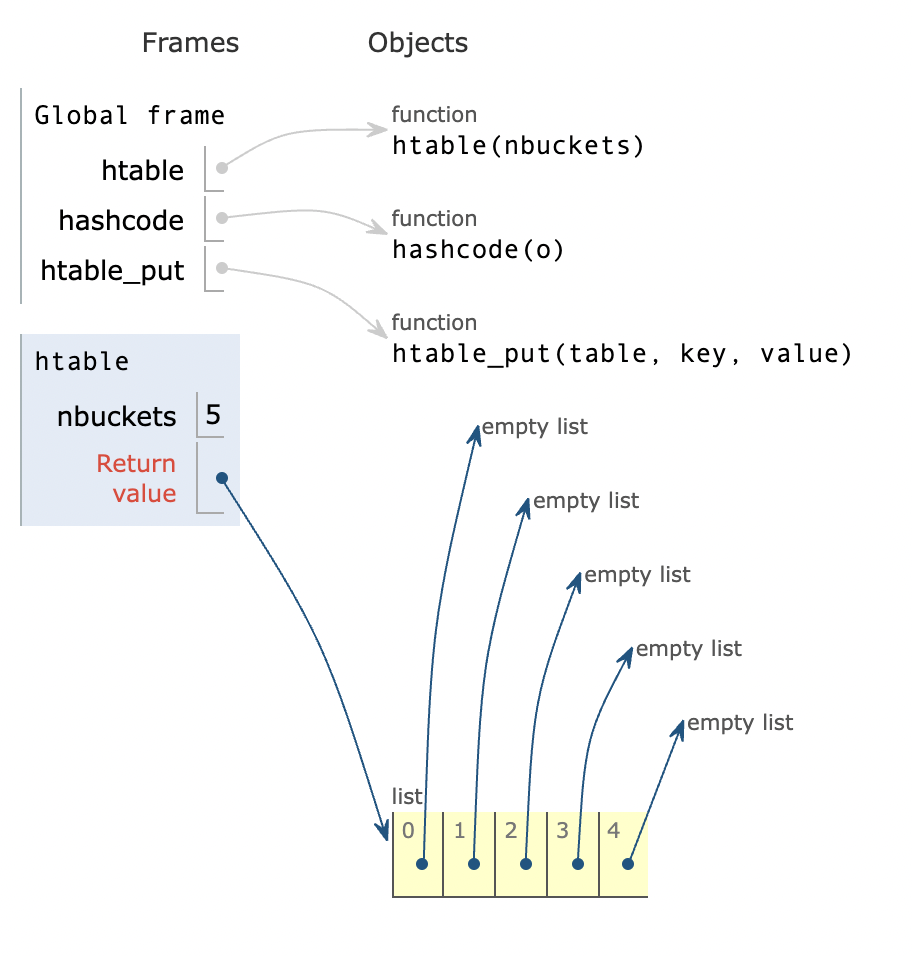 Frames Objects
Global frame
htable
hashcode
htable_put
function
htable(nbuckets)
function
hashcode(o)
function
htable_put(table, key, value)
htable
nbuckets 5
Return
value
empty list
empty list
empty list
empty list
empty list
list
0 1 2 3 4